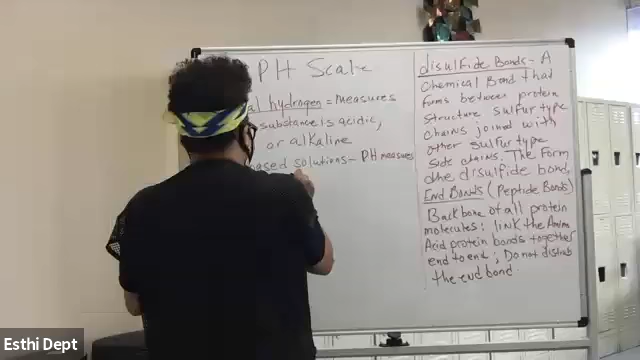 PH Scale
al hydrogen = Measures
substance is acidic,
or alkaline
based solutions - PH measures
disulfide Bonds - A
Chemical Bond that
forms between protein
structure sulfur type
chains joined with
other sulfur type
side chains. The Form
the disulfide bond,
End Bonds (Peptide Bonds)
Backbone of all protein
molecules; link the Amino
Acid protein bonds together
end to end; Do not disturb
the end bond
Esthi Dept